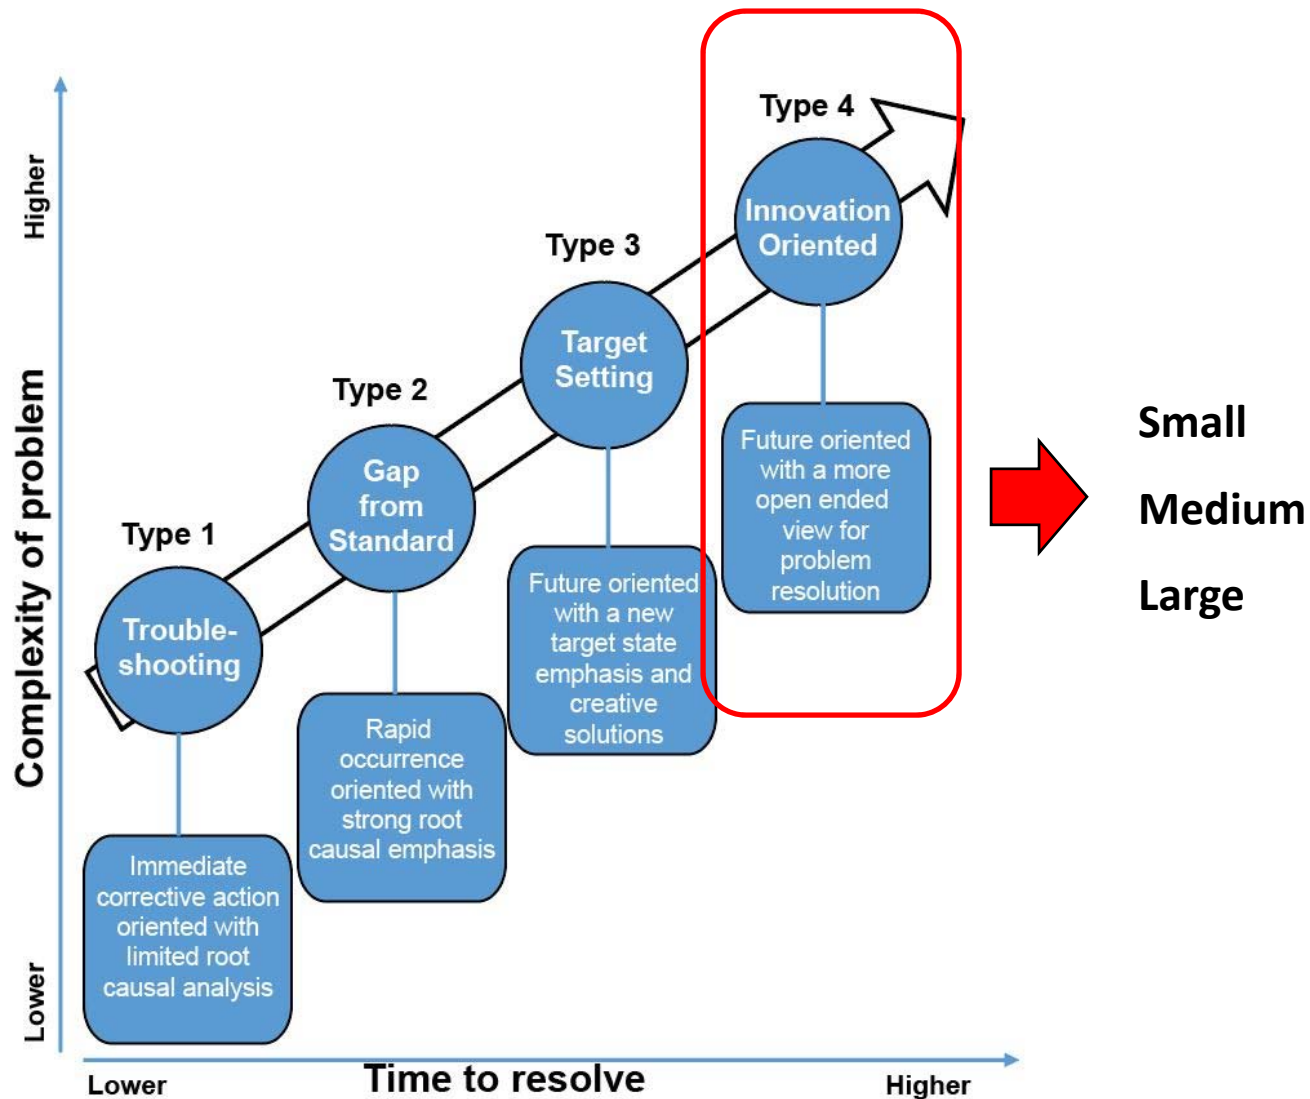 Complexity of problem
Higher
Lower
Type 1
Trouble-
shooting
Immediate
corrective action
oriented with
limited root
causal analysis
Type 2
Gap
from
Standard
Rapid
occurrence
oriented with
strong root
causal emphasis
Type 3
Target
Setting
Future oriented
with a new
target state
emphasis and
creative
solutions
Type 4
Innovation
Oriented
Future oriented
with a more
open ended
view for
problem
resolution
Small
Medium
Large
Lower
Time to resolve
Higher